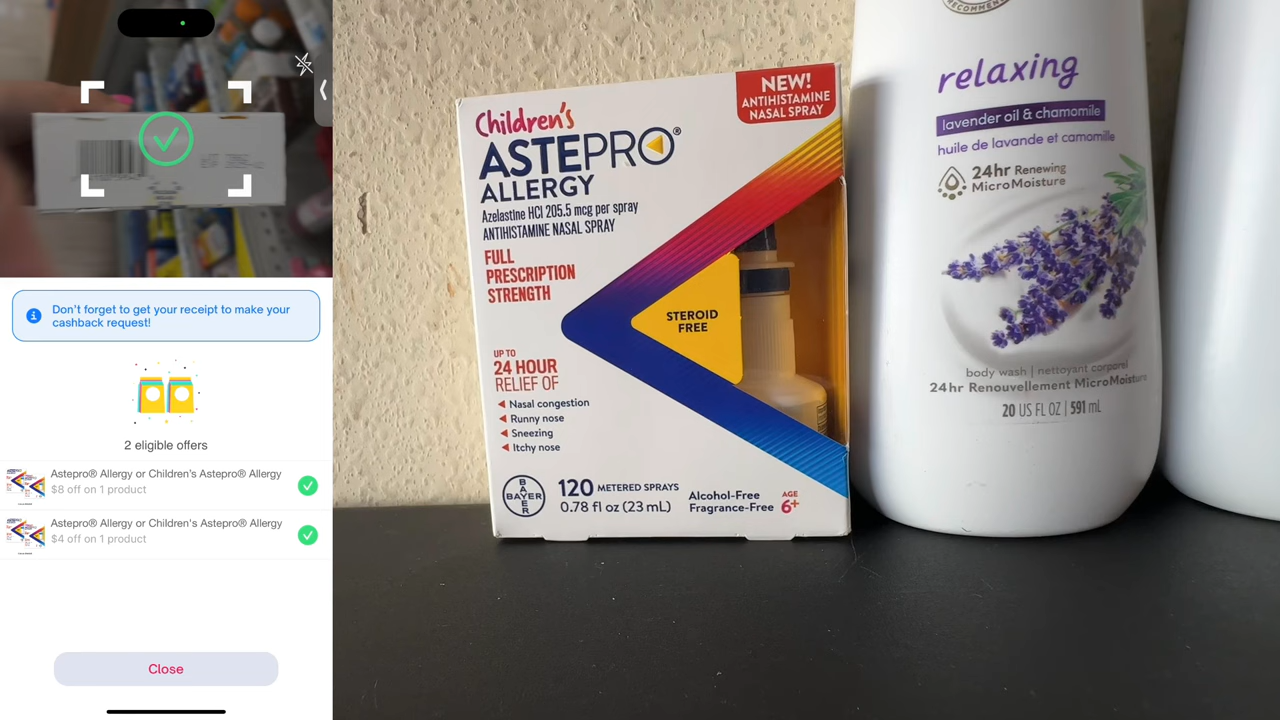 Don't forget to get your receipt to make your
cashback request!
2 eligible offers
Astepro® Allergy or Children's Astepro® Allergy
$8 off on 1 product
Astepro® Allergy or Children's Astepro® Allergy
$4 off on 1 product
Close
NEW!
ANTIHISTAMINE
NASAL SPRAY
Children's
ASTEPRO®
ALLERGY
Azelastine HCl 205.5 mcg per spray
ANTIHISTAMINE NASAL SPRAY
FULL
PRESCRIPTION
STRENGTH
STEROID
FREE
UP TO
24 HOUR
RELIEF OF
Nasal congestion
Runny nose
Sneezing
Itchy nose
BAYER
BAYER
120 METERED SPRAYS
0.78 fl oz (23 mL)
Alcohol-Free
Fragrance-Free
AGE
6+
RECOMMEN
relaxing
lavender oil & chamomile
huile de lavande et camomille
24hr Renewing
MicroMoisture
body wash | nettoyant corporel
24hr Renouvellement MicroMoisture
20 US FL OZ | 591 mL